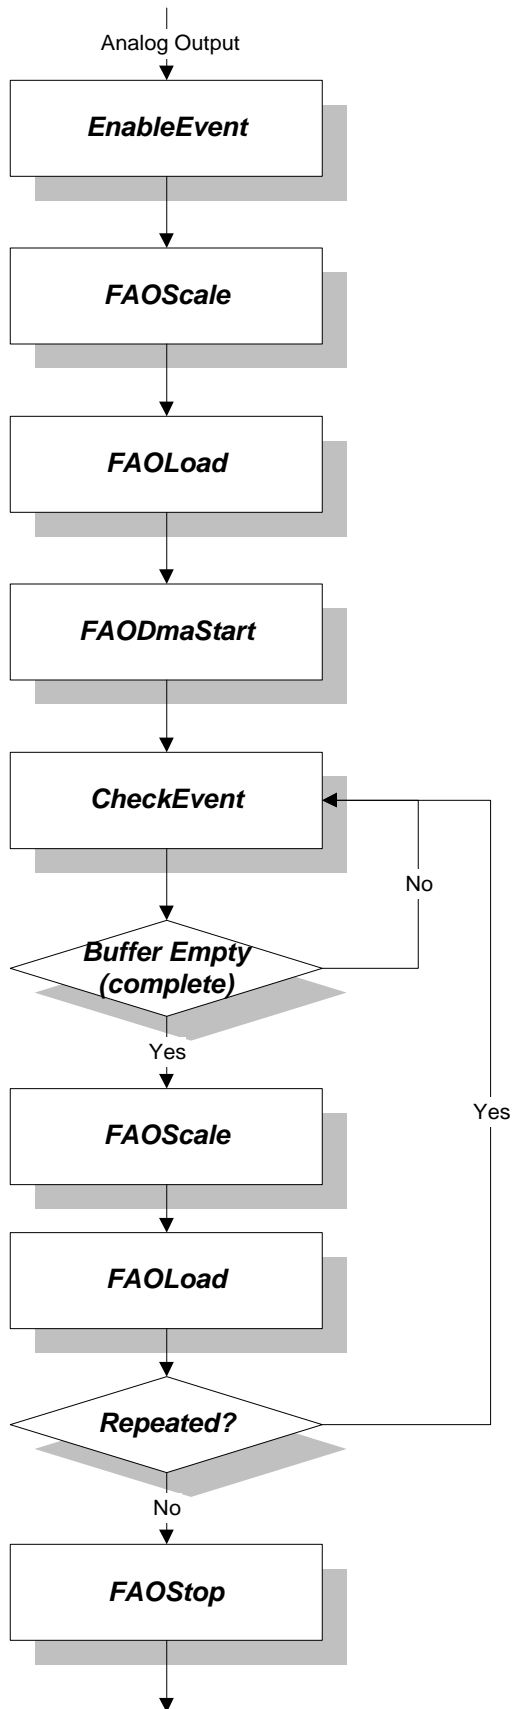 Analog Output
EnableEvent
FAOScale
FAOLoad
FAODmaStart
CheckEvent
No
Buffer Empty
(complete)
Yes
FAOScale
Yes
FAOLoad
Repeated?
No
FAOStop